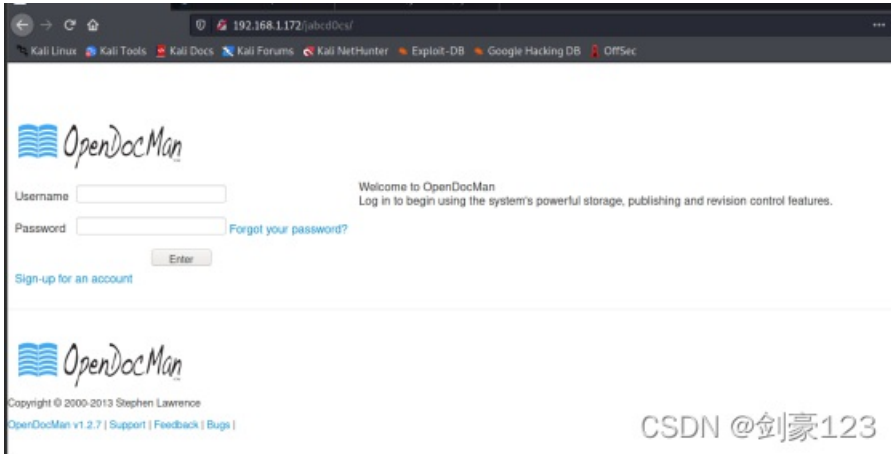 192.168.1.172/jabcd0cs/
Kali Linux Kali Tools Kali Docs Kali Forums Kali NetHunter Exploit-DB Google Hacking DB OffSec
OpenDocMan
Welcome to OpenDocMan
Log in to begin using the system's powerful storage, publishing and revision control features.
Username
Password Forgot your password?
Enter
Sign-up for an account
OpenDocMan
Copyright © 2000-2013 Stephen Lawrence
OpenDocMan v1.2.7 | Support | Feedback | Bugs |
CSDN @剑豪123